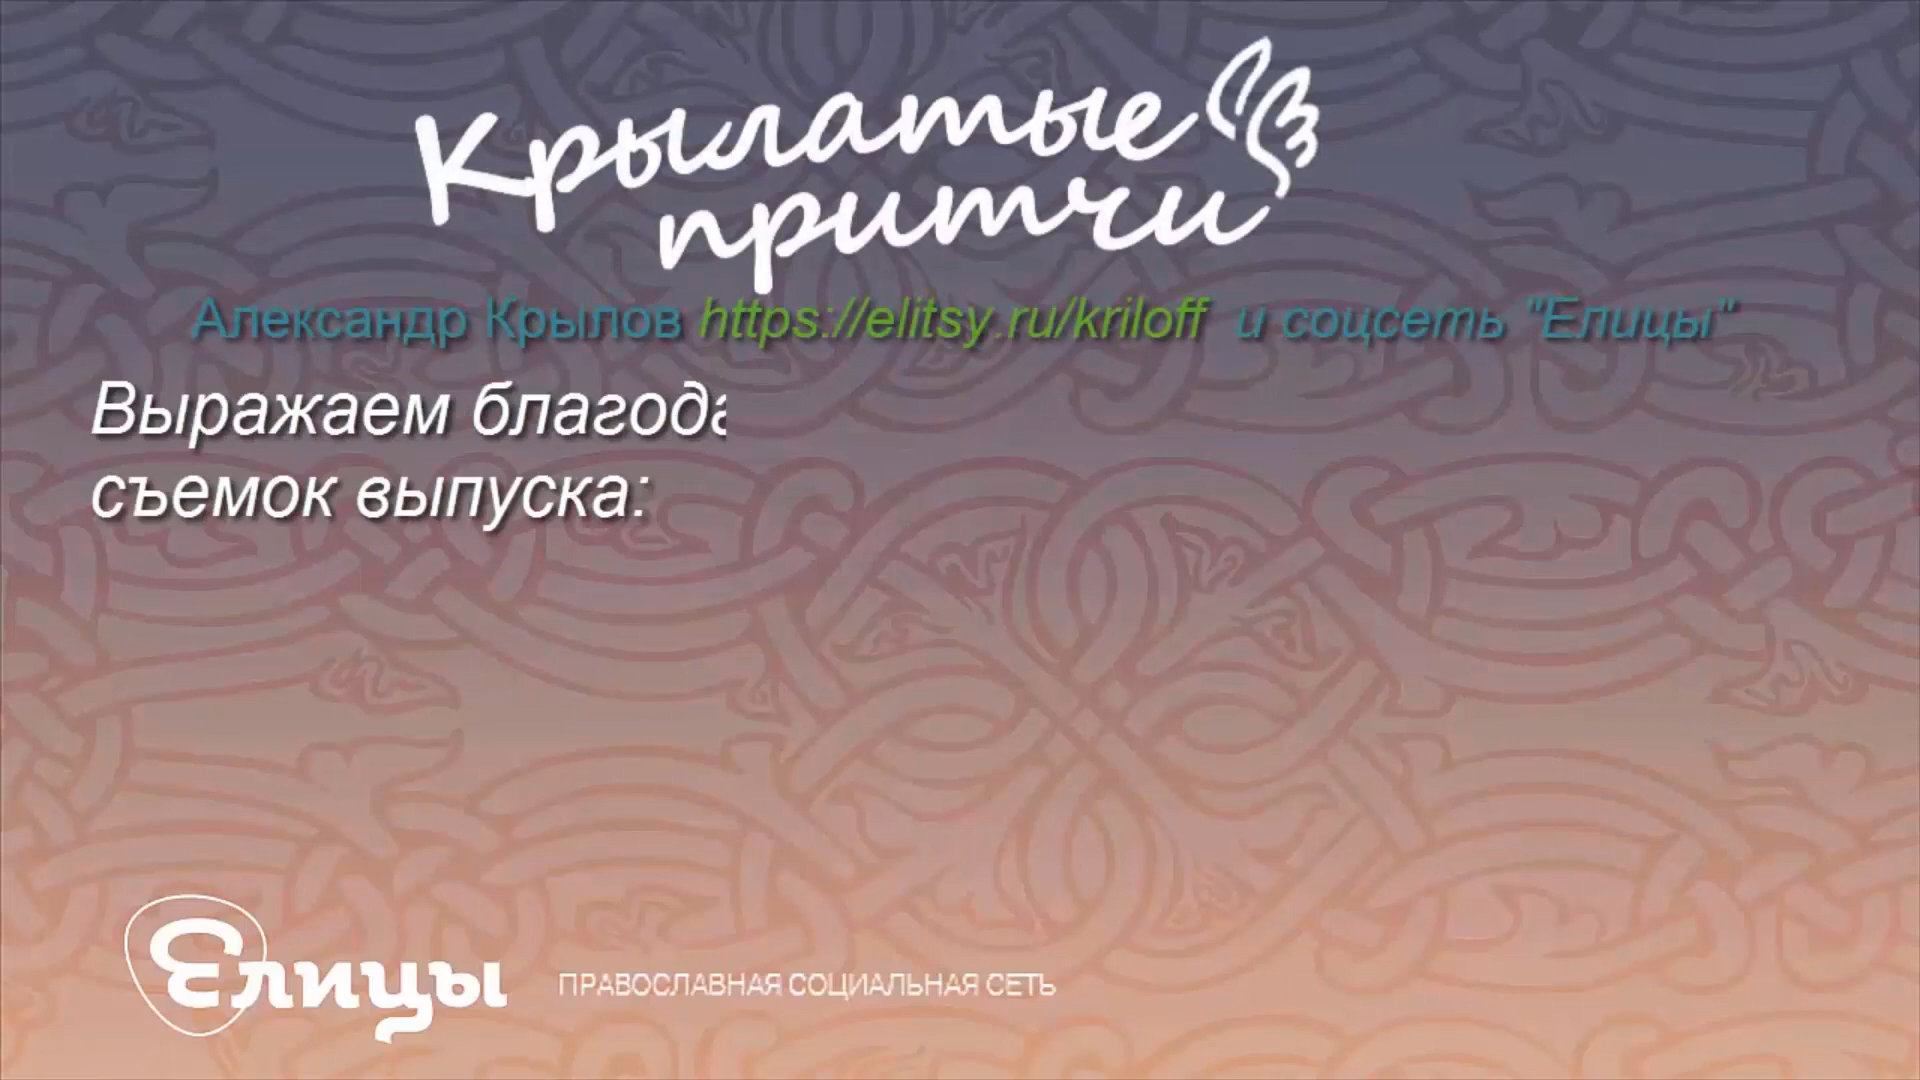 Крылатые
притчи
Александр Крылов https://elitsy.ru/kriloff и соцсеть "Елицы"
Выражаем благода
съемок выпуска:
Елицы ПРАВОСЛАВНАЯ СОЦИАЛЬНАЯ СЕТЬ